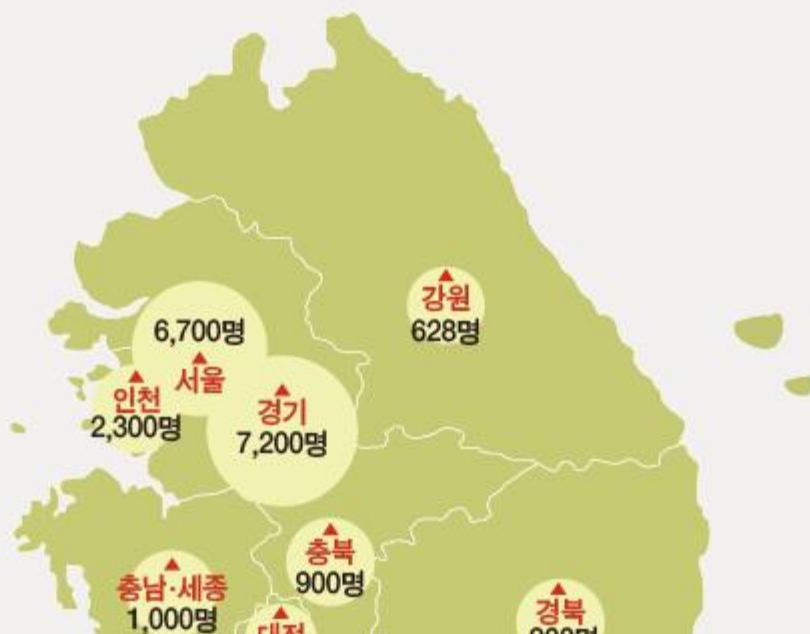 강원
628명
6,700명
서울
인천
2,300명
경기
7,200명
충북
900명
충남·세종
1,000명
경북